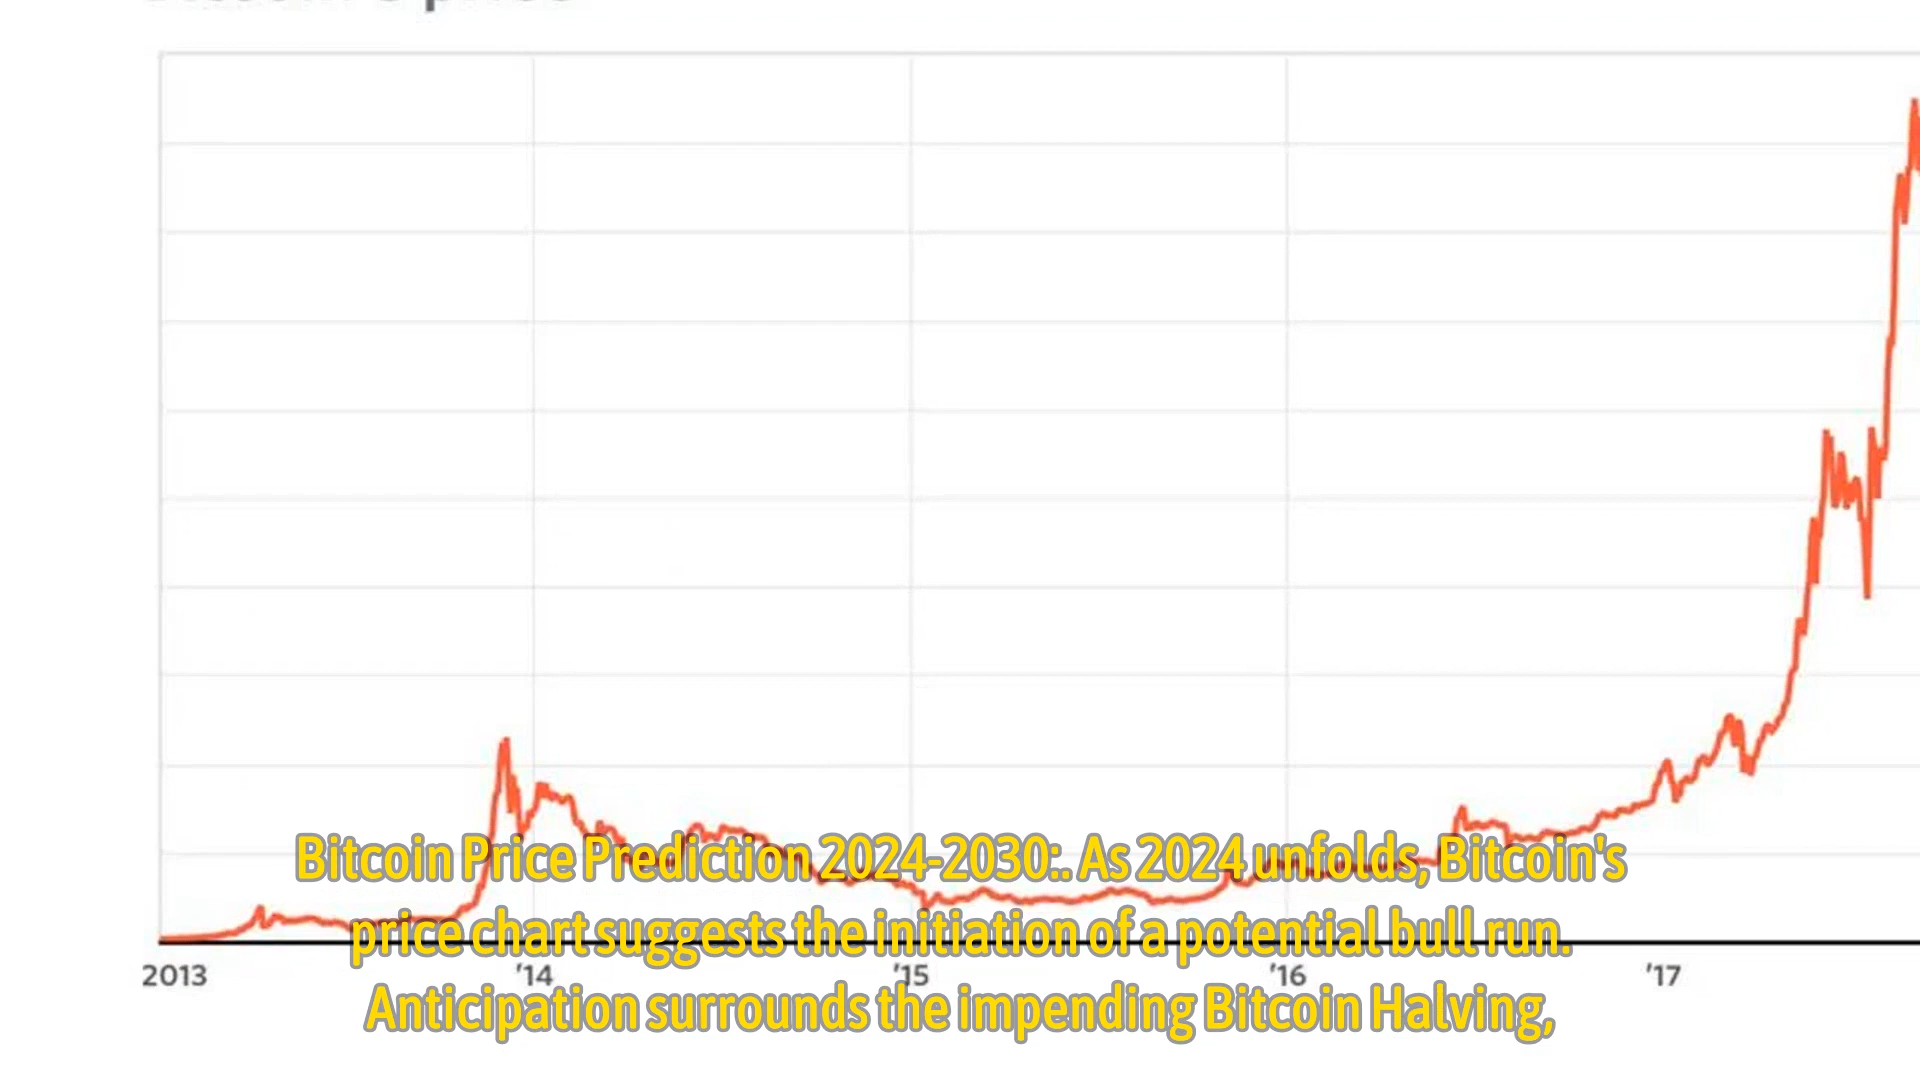 2013 '14 '15 '16 '17
Bitcoin Price Prediction 2024-2030:. As 2024 unfolds, Bitcoin's
price chart suggests the initiation of a potential bull run.
Anticipation surrounds the impending Bitcoin Halving,